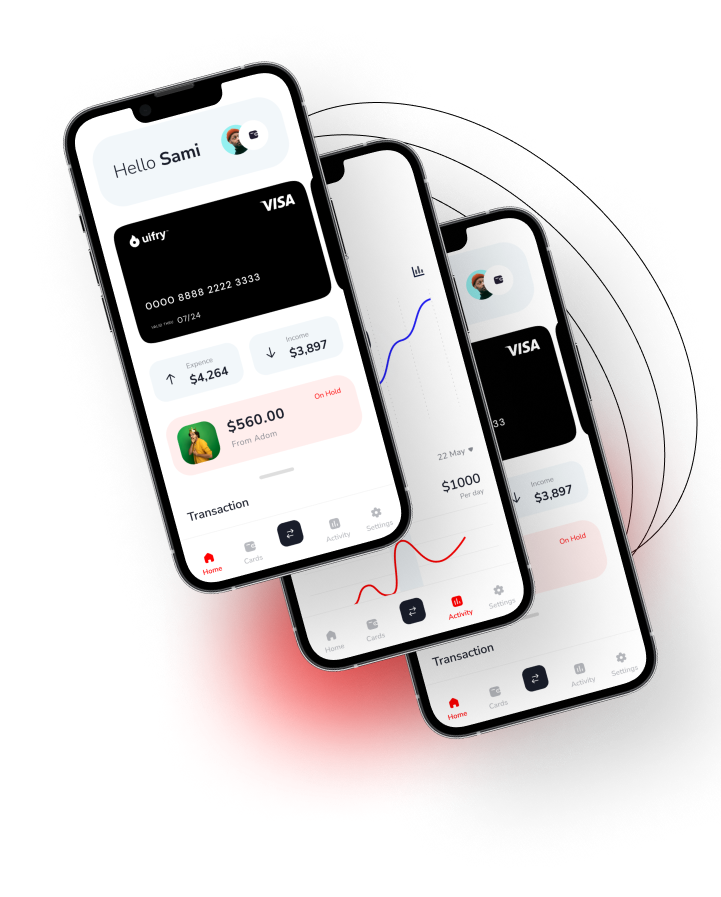 Hello Sami
VISA
uifry
0000 8888 2222 3333
VALID THRU 07/24
Expence
$4,264
Income
$3,897
On Hold
$560.00
From Adom
Transaction
Home
Cards
Activity
Settings
22 May
$1000
Per day
Home
Cards
Activity
Settings
VISA
33
Income
$3,897
On Hold
Transaction
Home
Cards
Activity
Settings